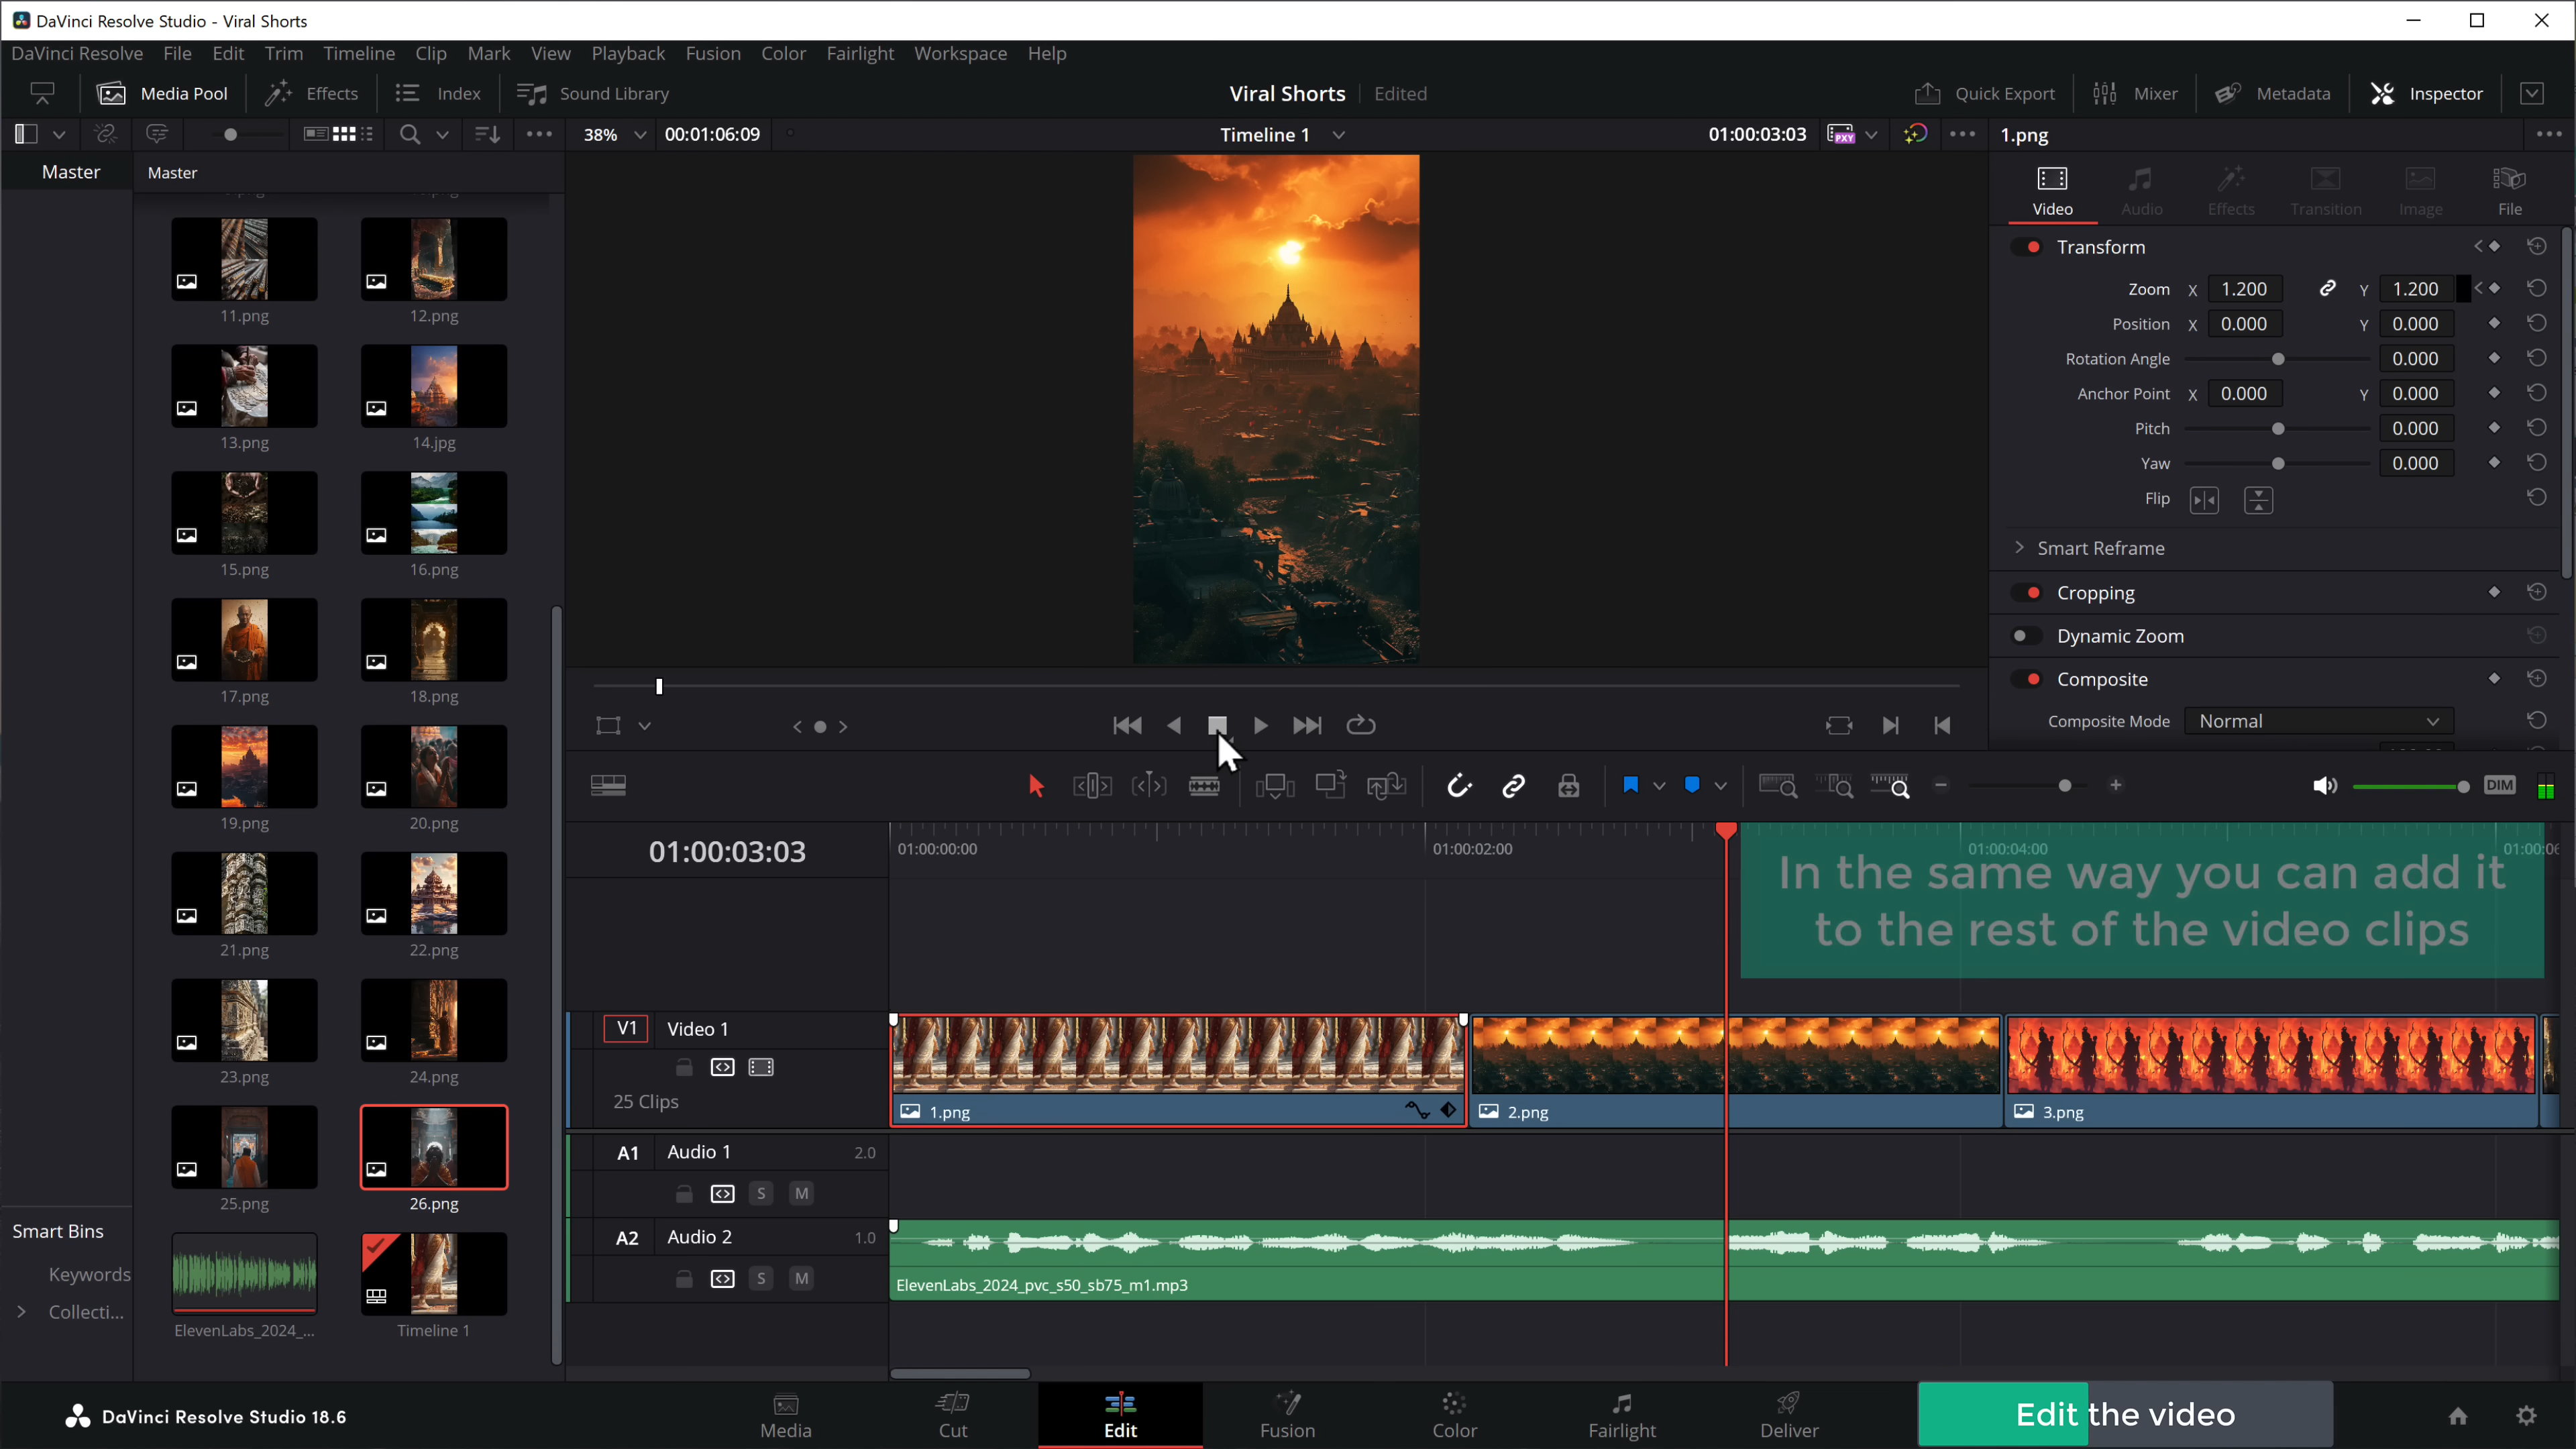 DaVinci Resolve Studio - Viral Shorts
DaVinci Resolve File Edit Trim Timeline Clip Mark View Playback Fusion Color Fairlight Workspace Help
Media Pool Effects Index Sound Library Viral Shorts Edited Quick Export Mixer Metadata Inspector
38% 00:01:06:09 Timeline 1 01:00:03:03 PXY 1.png
Master Master
Video Audio Effects Transition Image File
Transform
Zoom X 1.200 Y 1.200
Position X 0.000 Y 0.000
Rotation Angle 0.000
Anchor Point X 0.000 Y 0.000
Pitch 0.000
Yaw 0.000
Flip
Smart Reframe
Cropping
Dynamic Zoom
Composite
Composite Mode Normal
11.png 12.png
13.png 14.jpg
15.png 16.png
17.png 18.png
19.png 20.png
21.png 22.png
23.png 24.png
25.png 26.png
ElevenLabs_2024_... Timeline 1
Smart Bins
Keywords
Collecti...
DIM
01:00:03:03 01:00:00:00 01:00:02:00 01:00:04:00
In the same way you can add it
to the rest of the video clips
V1 Video 1
25 Clips
1.png 2.png 3.png
A1 Audio 1 2.0
S M
A2 Audio 2 1.0
S M
ElevenLabs_2024_pvc_s50_sb75_m1.mp3
DaVinci Resolve Studio 18.6
Media Cut Edit Fusion Color Fairlight Deliver
Edit the video